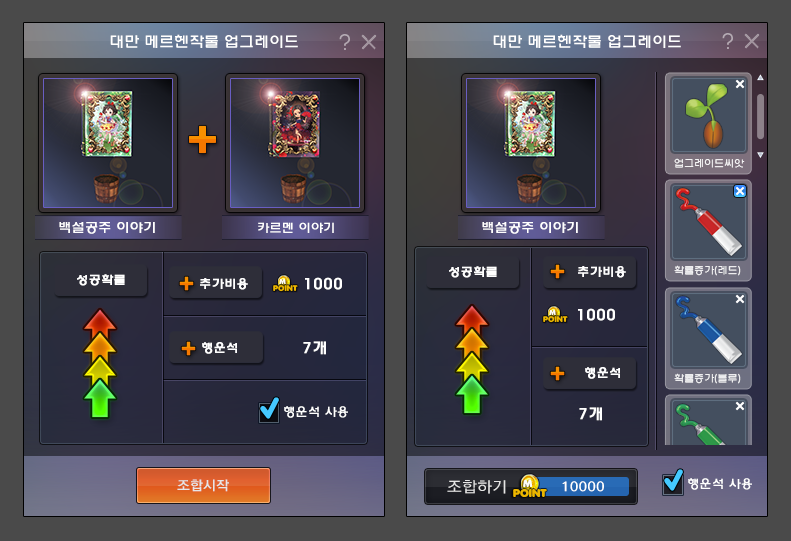 대만 메르헨작물 업그레이드
?
백설공주 이야기
카르멘 이야기
성공확률
추가비용
M POINT 1000
행운석
7개
행운석 사용
조합시작
대만 메르헨작물 업그레이드
?
백설공주 이야기
업그레이드씨앗
확률증가(레드)
확률증가(블루)
성공확률
추가비용
M POINT 1000
행운석
7개
조합하기 M POINT 10000
행운석 사용